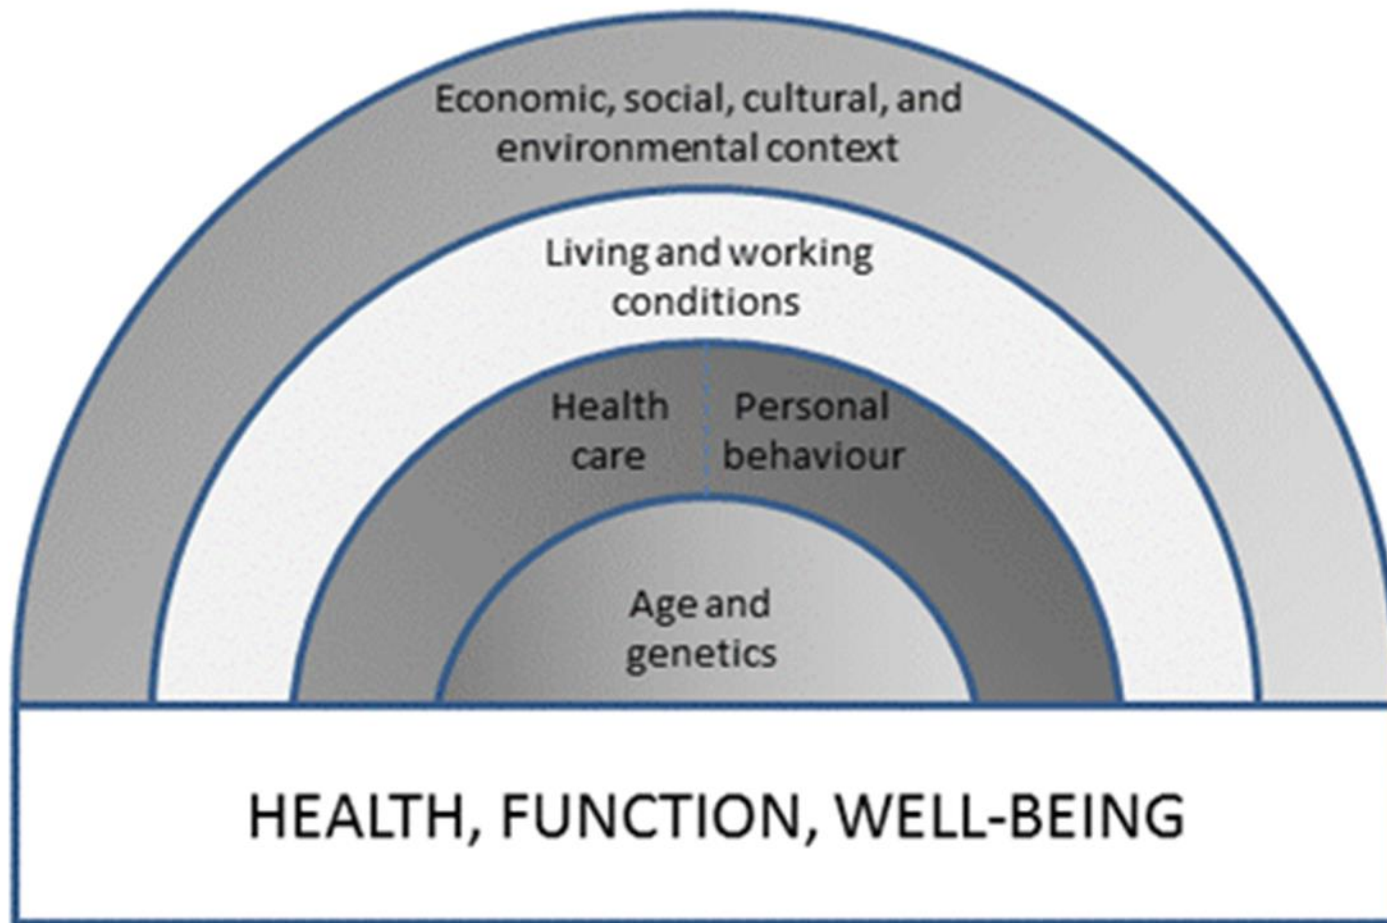 Economic, social, cultural, and
environmental context
Living and working
conditions
Health
care
Personal
behaviour
Age and
genetics
HEALTH, FUNCTION, WELL-BEING